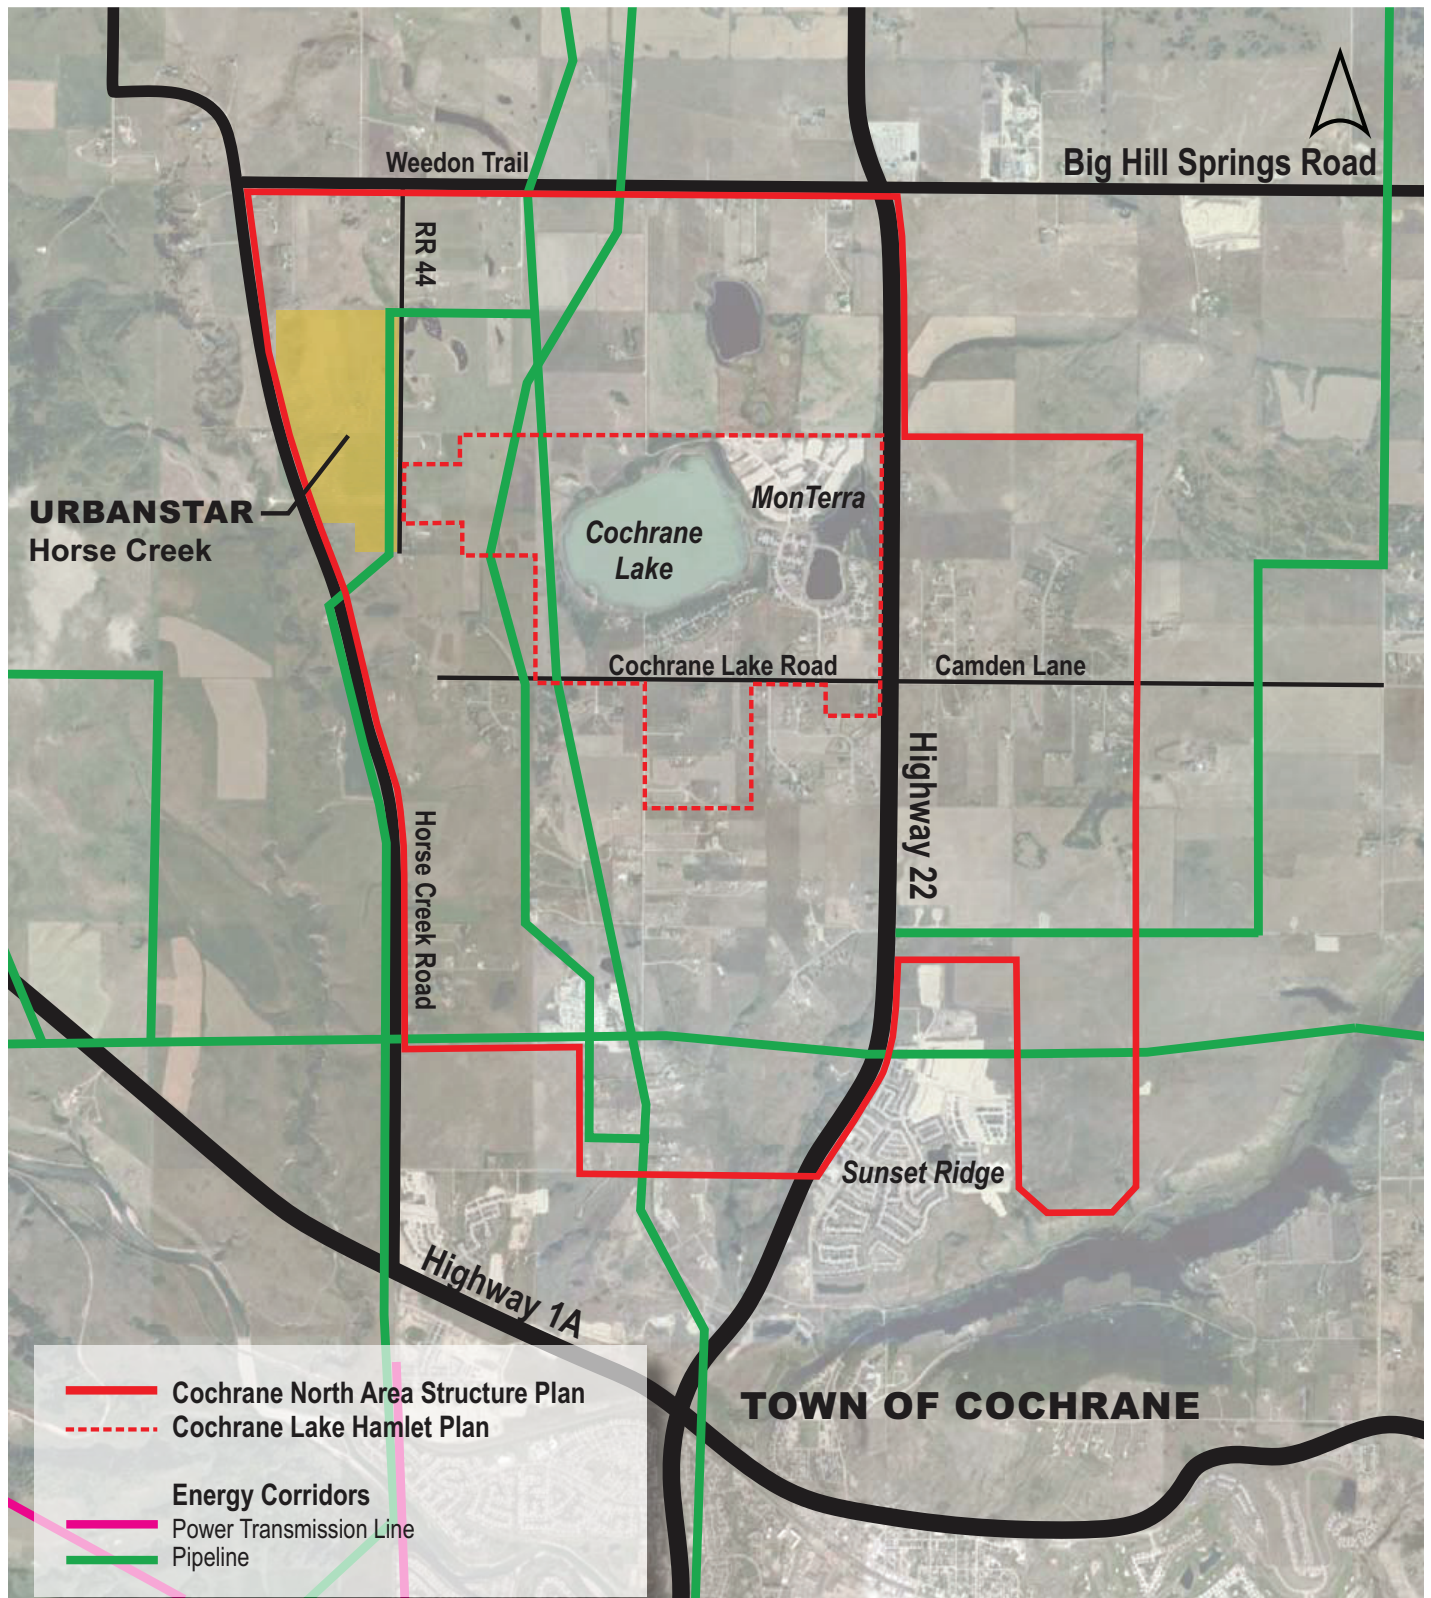 Weedon Trail
Big Hill Springs Road
RR 44
URBANSTAR
Horse Creek
MonTerra
Cochrane
Lake
Cochrane Lake Road
Camden Lane
Highway 22
Horse Creek Road
Sunset Ridge
Highway 1A
TOWN OF COCHRANE
Cochrane North Area Structure Plan
Cochrane Lake Hamlet Plan
Energy Corridors
Power Transmission Line
Pipeline